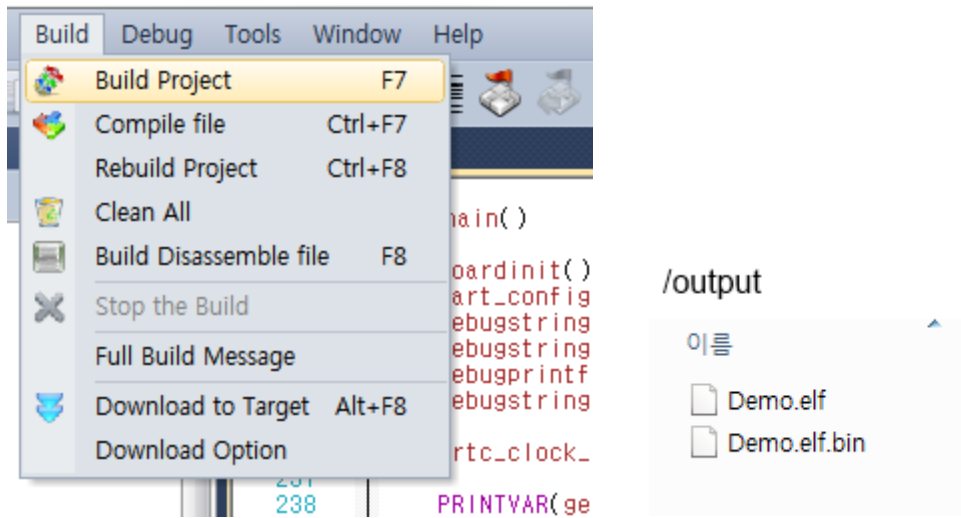 Build Debug Tools Window Help
Build Project F7
Compile file Ctrl+F7
Rebuild Project Ctrl+F8
Clean All
Build Disassemble file F8
Stop the Build
Full Build Message
Download to Target Alt+F8
Download Option
ain()
oardinit()
art_config
ebugstring
ebugstring
ebugprintf
ebugstring
rtc_clock_
238 PRINTVAR(ge
/output
이름
Demo.elf
Demo.elf.bin